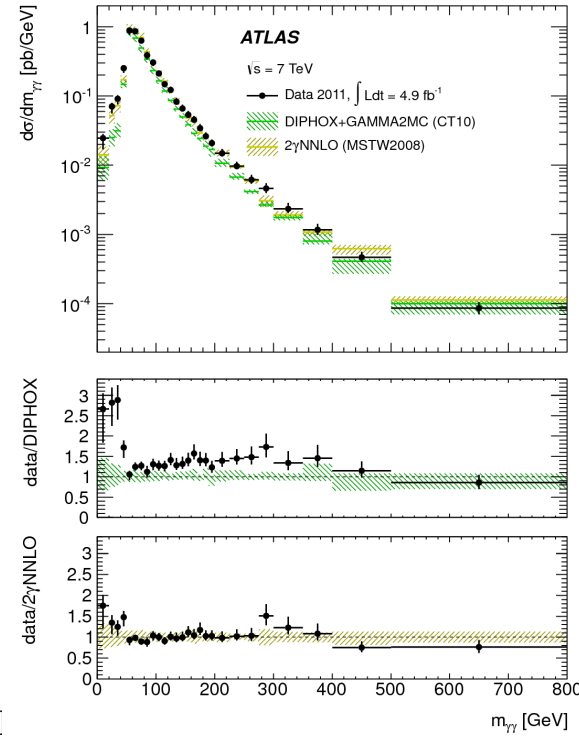 ATLAS
√s = 7 TeV
Data 2011, ∫ Ldt = 4.9 fb⁻¹
DIPHOX+GAMMA2MC (CT10)
2γNNLO (MSTW2008)
dσ/dm_γγ [pb/GeV]
1
10⁻¹
10⁻²
10⁻³
10⁻⁴
data/DIPHOX
3
2.5
2
1.5
1
0.5
0
data/2γNNLO
3
2.5
2
1.5
1
0.5
0
0 100 200 300 400 500 600 700 800
m_γγ [GeV]